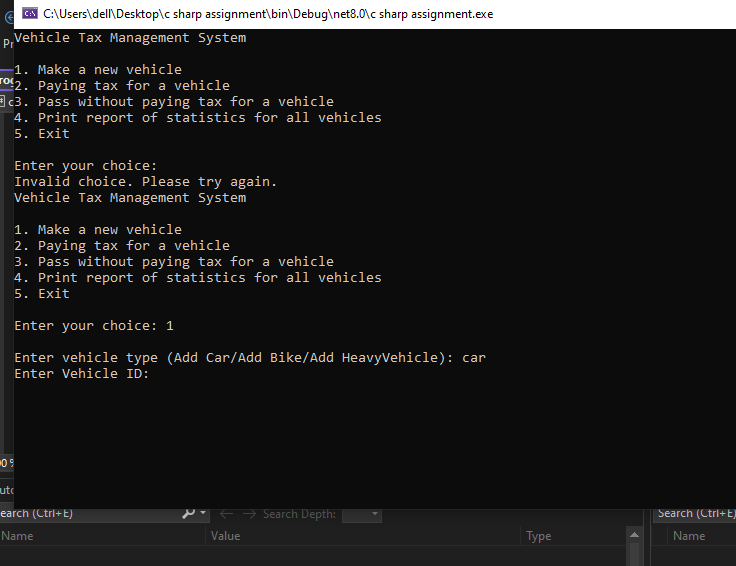 C:\Users\dell\Desktop\c sharp assignment\bin\Debug\net8.0\c sharp assignment.exe
Vehicle Tax Management System
1. Make a new vehicle
2. Paying tax for a vehicle
3. Pass without paying tax for a vehicle
4. Print report of statistics for all vehicles
5. Exit
Enter your choice:
Invalid choice. Please try again.
Vehicle Tax Management System
1. Make a new vehicle
2. Paying tax for a vehicle
3. Pass without paying tax for a vehicle
4. Print report of statistics for all vehicles
5. Exit
Enter your choice: 1
Enter vehicle type (Add Car/Add Bike/Add HeavyVehicle): car
Enter Vehicle ID:
(Ctrl+E) Search Depth: Search (Ctrl+E)
Name Value Type Name